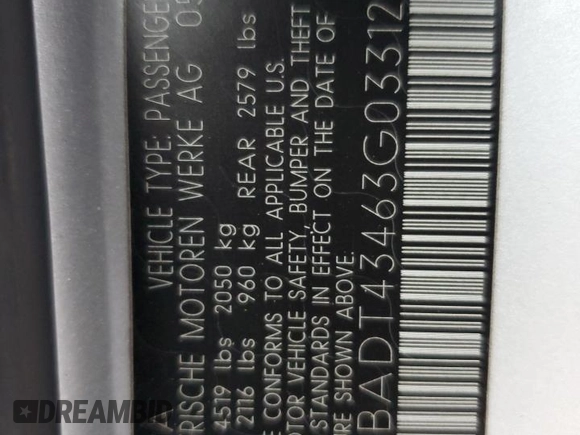 VEHICLE TYPE: PASSENGE
RISCHE MOTOREN WERKE AG 05
4519 lbs 2050 kg
2116 lbs 960 kg REAR 2579 lbs
CONFORMS TO ALL APPLICABLE U.S.
OTOR VEHICLE SAFETY, BUMPER AND THEFT
STANDARDS IN EFFECT ON THE DATE OF
RE SHOWN ABOVE.
BADT43463G03312
DREAMBID